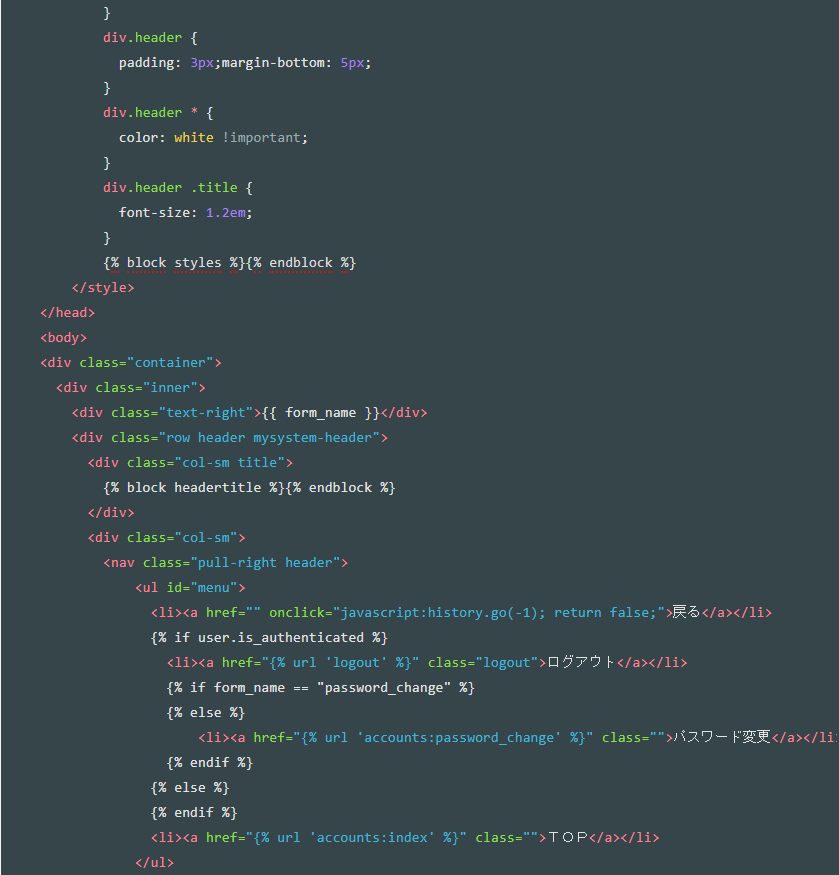 }
div.header {
padding: 3px;margin-bottom: 5px;
}
div.header * {
color: white !important;
}
div.header .title {
font-size: 1.2em;
}
{% block styles %}{% endblock %}
</style>
</head>
<body>
<div class="container">
<div class="inner">
<div class="text-right">{{ form_name }}</div>
<div class="row header mysystem-header">
<div class="col-sm title">
{% block headertitle %}{% endblock %}
</div>
<div class="col-sm">
<nav class="pull-right header">
<ul id="menu">
<li><a href="" onclick="javascript:history.go(-1); return false;">戻る</a></li>
{% if user.is_authenticated %}
<li><a href="{% url 'logout' %}" class="logout">ログアウト</a></li>
{% if form_name == "password_change" %}
{% else %}
<li><a href="{% url 'accounts:password_change' %}" class="">パスワード変更</a></li
{% endif %}
{% else %}
{% endif %}
<li><a href="{% url 'accounts:index' %}" class="">ＴＯＰ</a></li>
</ul>